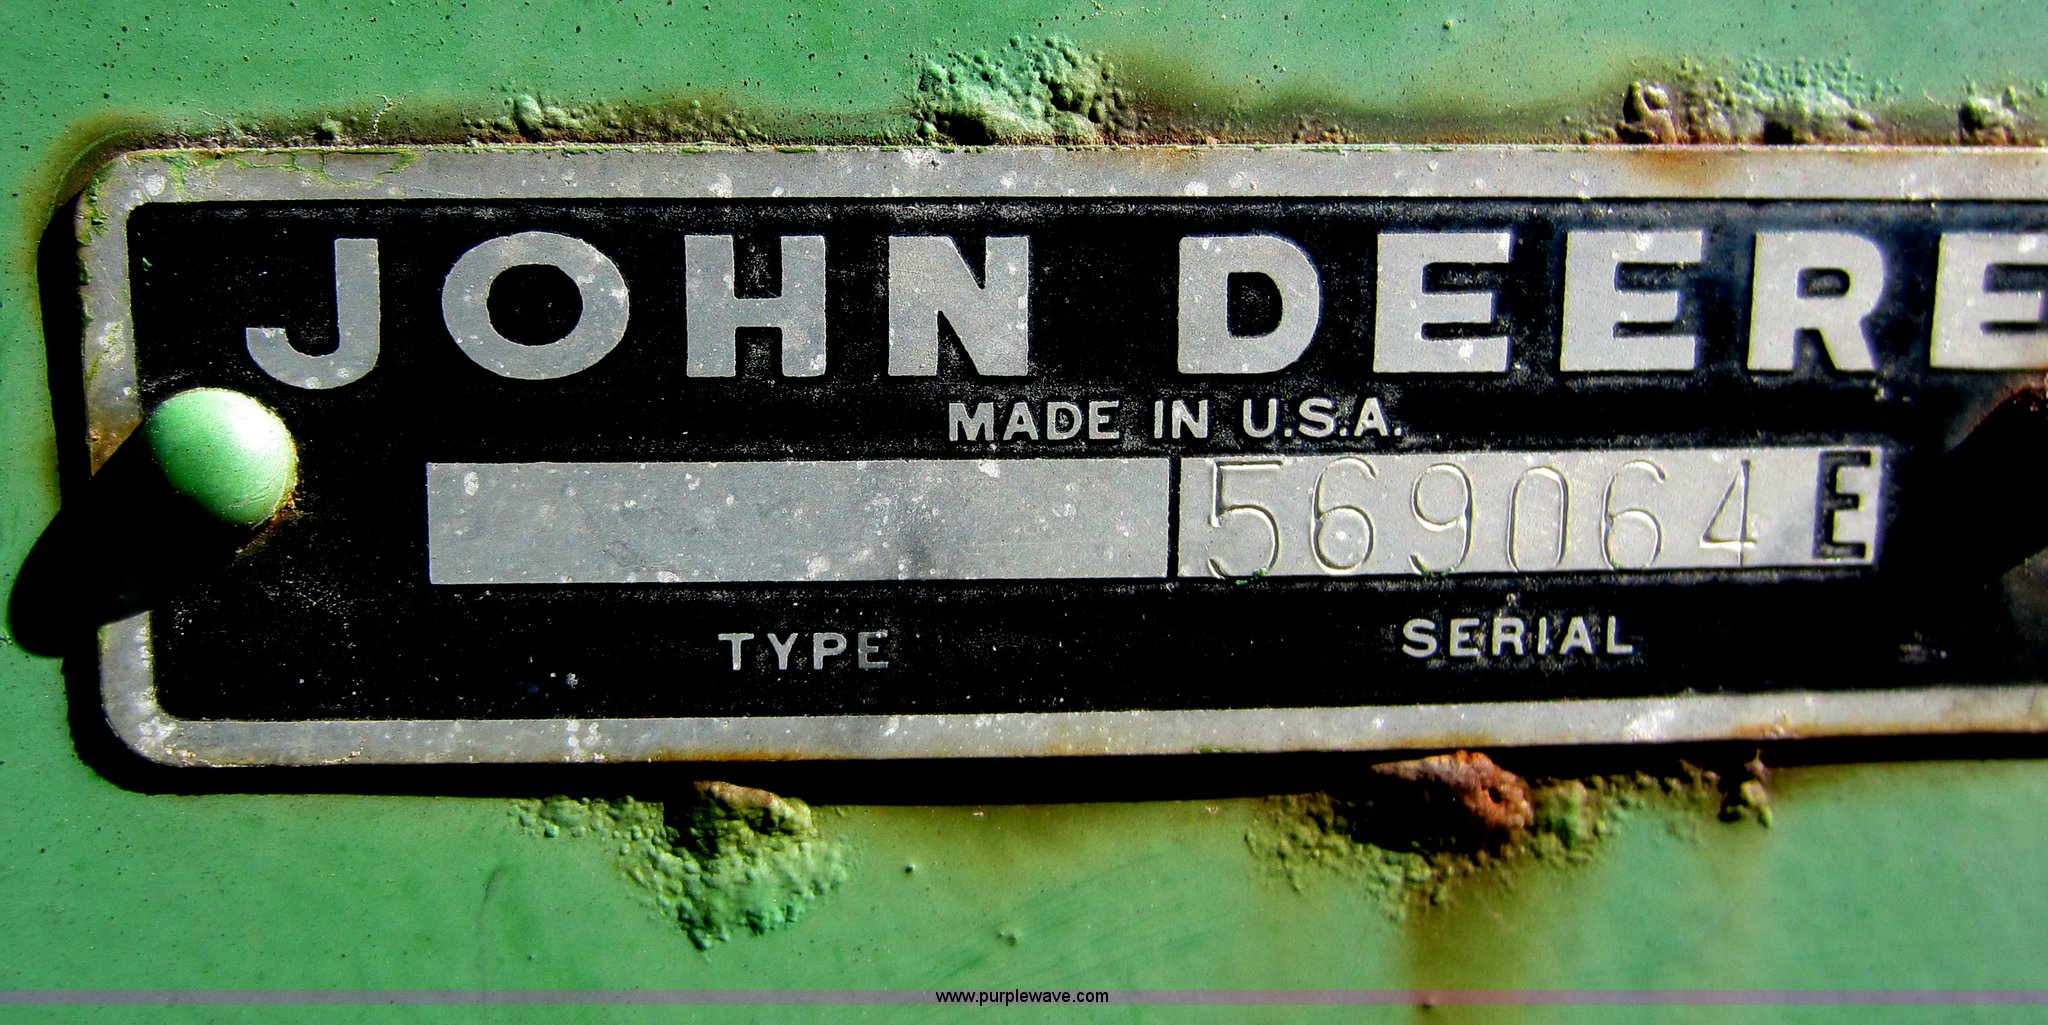 JOHN DEERE
MADE IN U.S.A.
569064 E
TYPE SERIAL
www.purplewave.com